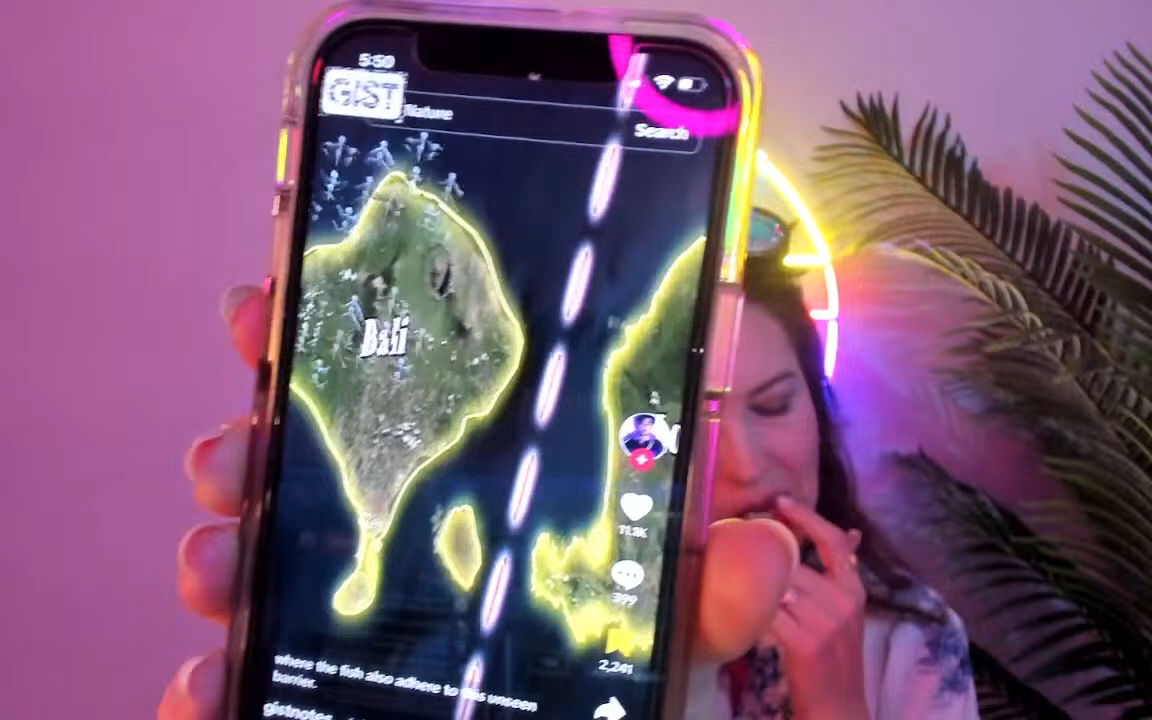 5:50
GIST
Nature
Search
Bali
11.1K
399
2,241
where the fish also adhere to this unseen
barrier.
gistnotes